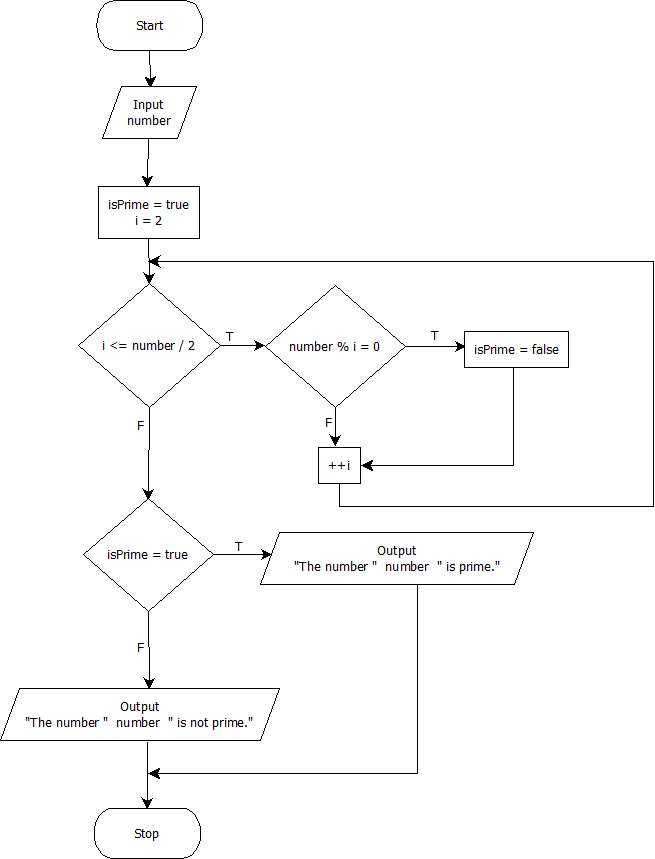 Start
Input
number
isPrime = true
i = 2
i <= number / 2
T
number % i = 0
T
isPrime = false
F
F
++i
isPrime = true
T
Output
"The number "  number  " is prime."
F
Output
"The number "  number  " is not prime."
Stop